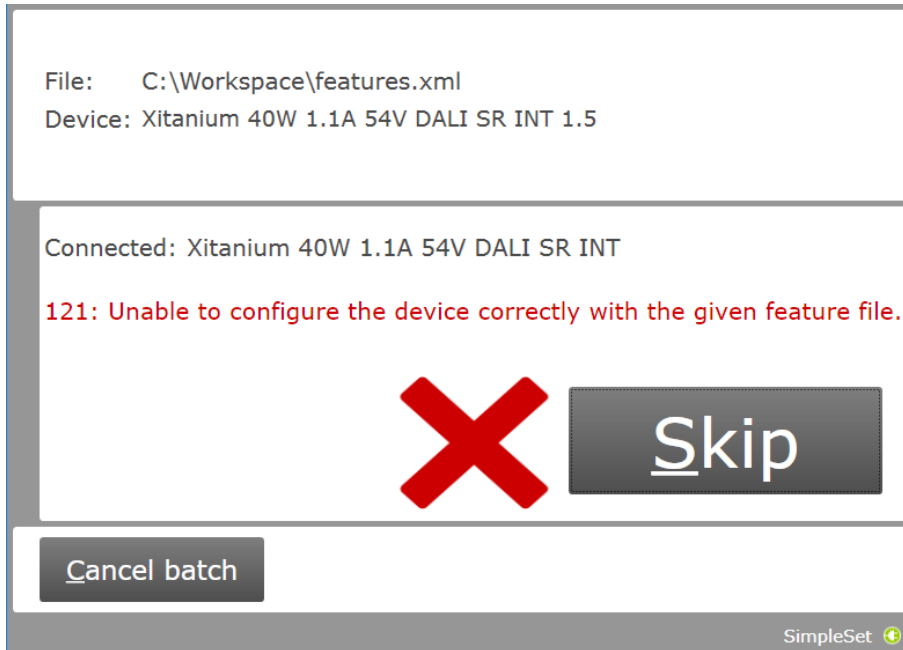 File: C:\Workspace\features.xml
Device: Xitanium 40W 1.1A 54V DALI SR INT 1.5
Connected: Xitanium 40W 1.1A 54V DALI SR INT
121: Unable to configure the device correctly with the given feature file.
Skip
Cancel batch
SimpleSet